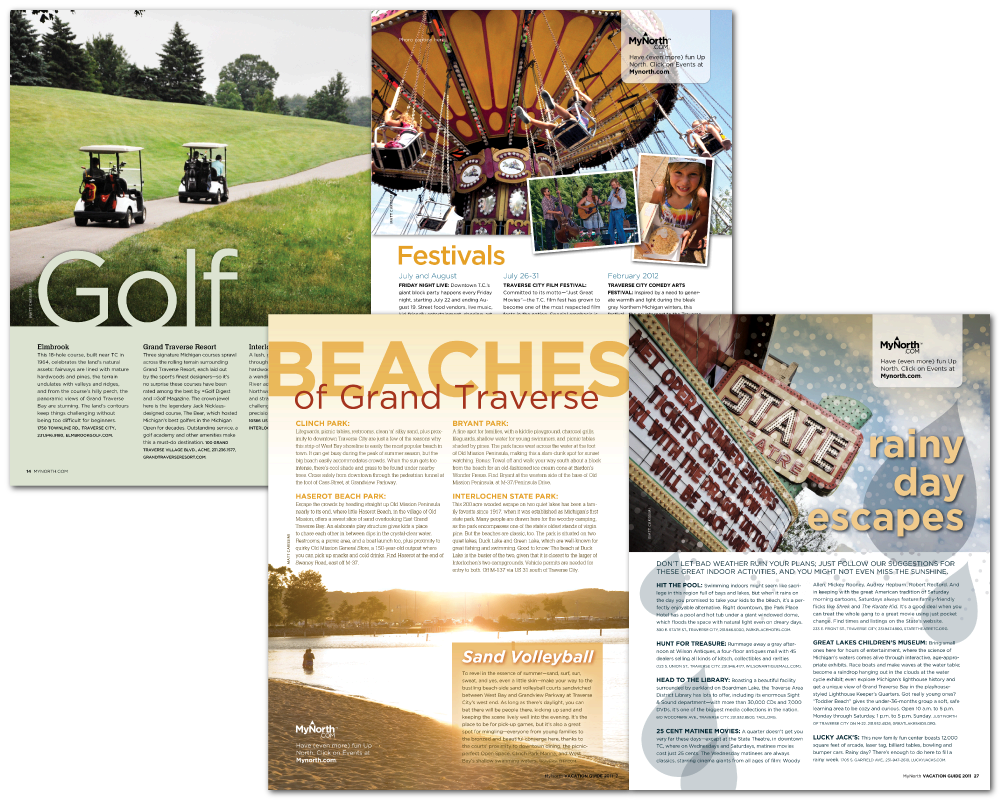 Photo caption here
MyNorth
.COM
Have (even more) fun Up
North. Click on Events at
Mynorth.com.
Golf
Elmbrook
This 18-hole course, built near TC in
1964, celebrates the land's natural
assets: fairways are lined with mature
hardwoods and pines, the terrain
undulates with valleys and ridges,
and from the course's hilly perch, the
panoramic views of Grand Traverse
Bay are stunning. The land's contours
keep things challenging without
being too difficult for beginners.
1750 TOWNLINE RD., TRAVERSE CITY,
231.946.9180, ELMBROOKGOLF.COM.
Grand Traverse Resort
Three signature Michigan courses sprawl
across the rolling terrain surrounding
Grand Traverse Resort, each laid out
by the sport's finest designers—so it's
no surprise these courses have been
rated among the best by +Golf Digest
and +Golf Magazine. The crown jewel
here is the legendary Jack Nicklaus-
designed course, The Bear, which hosted
Michigan's best golfers in the Michigan
Open for decades. Outstanding service, a
golf academy and other amenities make
this a must-do destination. 100 GRAND
TRAVERSE VILLAGE BLVD., ACME,
GRANDTRAVERSERESORT.COM.
14 MYNORTH.COM
Festivals
July and August
FRIDAY NIGHT LIVE: Downtown T.C.'s
giant block party happens every Friday
night, starting July 22 and ending Au-
gust 19. Street food vendors, live music,
July 26-31
TRAVERSE CITY FILM FESTIVAL:
Committed to its motto—"Just Great
Movies"—the T.C. film fest has grown to
become one of the most respected film
February 2012
TRAVERSE CITY COMEDY ARTS
FESTIVAL: Inspired by a need to gener-
ate warmth and light during the bleak
gray Northern Michigan winters, this
BEACHES
of Grand Traverse
CLINCH PARK:
Lifeguards, picnic tables, restrooms, clean 'n' silky sand, plus prox-
imity to downtown Traverse City are just a few of the reasons why
this strip of West Bay shoreline is easily the most popular beach in
town. It can get busy during the peak of summer season, but the
big beach easily accommodates crowds. When the sun gets too
intense, there's cool shade and grass to be found under nearby
trees. Cross safely from downtown through the pedestrian tunnel at
the foot of Cass Street, at Grandview Parkway.
HASEROT BEACH PARK:
Escape the crowds by heading straight up Old Mission Peninsula
nearly to its end, where little Haserot Beach, in the village of Old
Mission, offers a sweet slice of sand overlooking East Grand
Traverse Bay. An elaborate play structure gives kids a place
to chase each other in between dips in the crystal clear water.
Restrooms, a picnic area, and a boat launch too, plus proximity to
quirky Old Mission General Store, a 150-year-old outpost where
you can pick up snacks and cold drinks. Find Haserot at the end of
Swaney Road, east off M-37.
BRYANT PARK:
A fine spot for families, with a kiddie playground, charcoal grills,
lifeguards, shallow water for young swimmers, and picnic tables
shaded by pines. The park faces west across the water at the foot
of Old Mission Peninsula, making this a slam-dunk spot for sunset
watching. Bonus: Towel off and walk your way south about a block
from the beach for an old-fashioned ice cream cone at Bardon's
Wonder Freeze. Find Bryant at the western side of the base of Old
Mission Peninsula, at M-37/Peninsula Drive.
INTERLOCHEN STATE PARK:
This 200 acre wooded escape on two quiet lakes has been a fam-
ily favorite since 1917, when it was established as Michigan's first
state park. Many people are drawn here for the woodsy camping,
as the park encompasses one of the state's oldest stands of virgin
pine. But the beaches are classic, too. The park is situated on two
quiet lakes, Duck Lake and Green Lake, which are well-known for
great fishing and swimming. Good to know: The beach at Duck
Lake is the busier of the two, given that it is closer to the larger of
Interlochen's two campgrounds. Vehicle permits are needed for
entry to both. Off M-137 via US 31 south of Traverse City.
MyNorth
.COM
Have (even more) fun Up
North. Click on Events at
Mynorth.com.
Sand Volleyball
To revel in the essence of summer—sand, surf, sun,
sweat, and yes, even a little skin—make your way to the
bustling beach side sand volleyball courts sandwiched
between West Bay and Grandview Parkway at Traverse
City's west end. As long as there's daylight, you can
bet there will be people there, kicking up sand and
keeping the scene lively well into the evening. It's the
place to be for pick-up games, but it's also a great
spot for mingling—everyone from young families to
the bronzed and beautiful converge here, thanks to
MyNorth VACATION GUIDE 2011
STATE
MyNorth
.COM
Have (even more) fun Up
North. Click on Events at
Mynorth.com.
rainy
day
escapes
DON'T LET BAD WEATHER RUIN YOUR PLANS; JUST FOLLOW OUR SUGGESTIONS FOR
THESE GREAT INDOOR ACTIVITIES, AND YOU MIGHT NOT EVEN MISS THE SUNSHINE.
HIT THE POOL: Swimming indoors might seem like sacri-
lege in this region full of bays and lakes. But when it rains on
the day you promised to take your kids to the beach, it's a per-
fectly enjoyable alternative. Right downtown, the Park Place
Hotel has a pool and hot tub under a giant windowed dome,
which floods the space with natural light even on dreary days.
300 E. STATE ST., TRAVERSE CITY, 231.946.5000, PARKPLACEHOTEL.COM
HUNT FOR TREASURE: Rummage away a gray after-
noon at Wilson Antiques, a four-floor antiques mall with 45
dealers selling all kinds of kitsch, collectibles and rarities
HEAD TO THE LIBRARY: Boasting a beautiful facility
surrounded by parkland on Boardman Lake, the Traverse Area
District Library has lots to offer, including its enormous Sight
& Sound department—with more than 30,000 CDs and 7,000
DVDs, it's one of the biggest media collections in the nation.
610 WOODMERE AVE., TRAVERSE CITY, 231.932.8500, TADL.ORG.
25 CENT MATINEE MOVIES: A quarter doesn't get you
very far these days—except at the State Theatre, in downtown
TC, where on Wednesdays and Saturdays, matinee movies
cost just 25 cents. The Wednesday matinees are always
classics, starring cinema giants from all ages of film: Woody
Allen, Mickey Rooney, Audrey Hepburn, Robert Redford. And
in keeping with the great American tradition of Saturday
morning cartoons, Saturdays always feature family-friendly
flicks like Shrek and The Karate Kid. It's a good deal when you
can treat the whole gang to a great movie using just pocket
change. Find times and listings on the State's website.
233 E. FRONT ST., TRAVERSE CITY, STATETHEATRETC.ORG.
GREAT LAKES CHILDREN'S MUSEUM: Bring small
ones here for hours of entertainment, where the science of
Michigan's waters comes alive through interactive, age-appro-
priate exhibits. Race boats and make waves at the water table;
become a raindrop hanging out in the clouds at the water
cycle exhibit; even explore Michigan's lighthouse history and
get a unique view of Grand Traverse Bay in the playhouse-
styled Lighthouse Keeper's Quarters. Got really young ones?
"Toddler Beach" gives the under-36-months group a soft, safe
learning area to be cozy and curious. Open 10 a.m. to 5 p.m.
Monday through Saturday, 1 p.m. to 5 p.m. Sunday.
LUCKY JACK'S: This new family fun center boasts 12,000
square feet of arcade, laser tag, billiard tables, bowling and
bumper cars. Rainy day? There's enough to do here to fill a
rainy week. 1705 S. GARFIELD AVE., LUCKYJACKS.COM
MyNorth VACATION GUIDE 2011 27